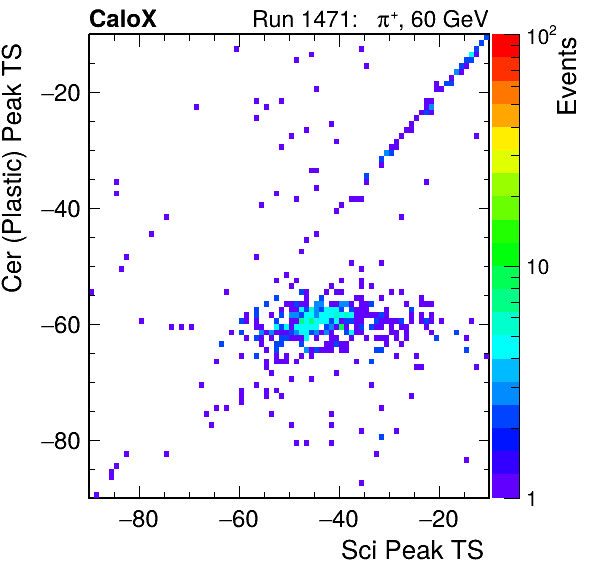 CaloX Run 1471: π⁺, 60 GeV
Cer (Plastic) Peak TS
−20
−40
−60
−80
−80 −60 −40 −20
Sci Peak TS
10²
10
1
Events